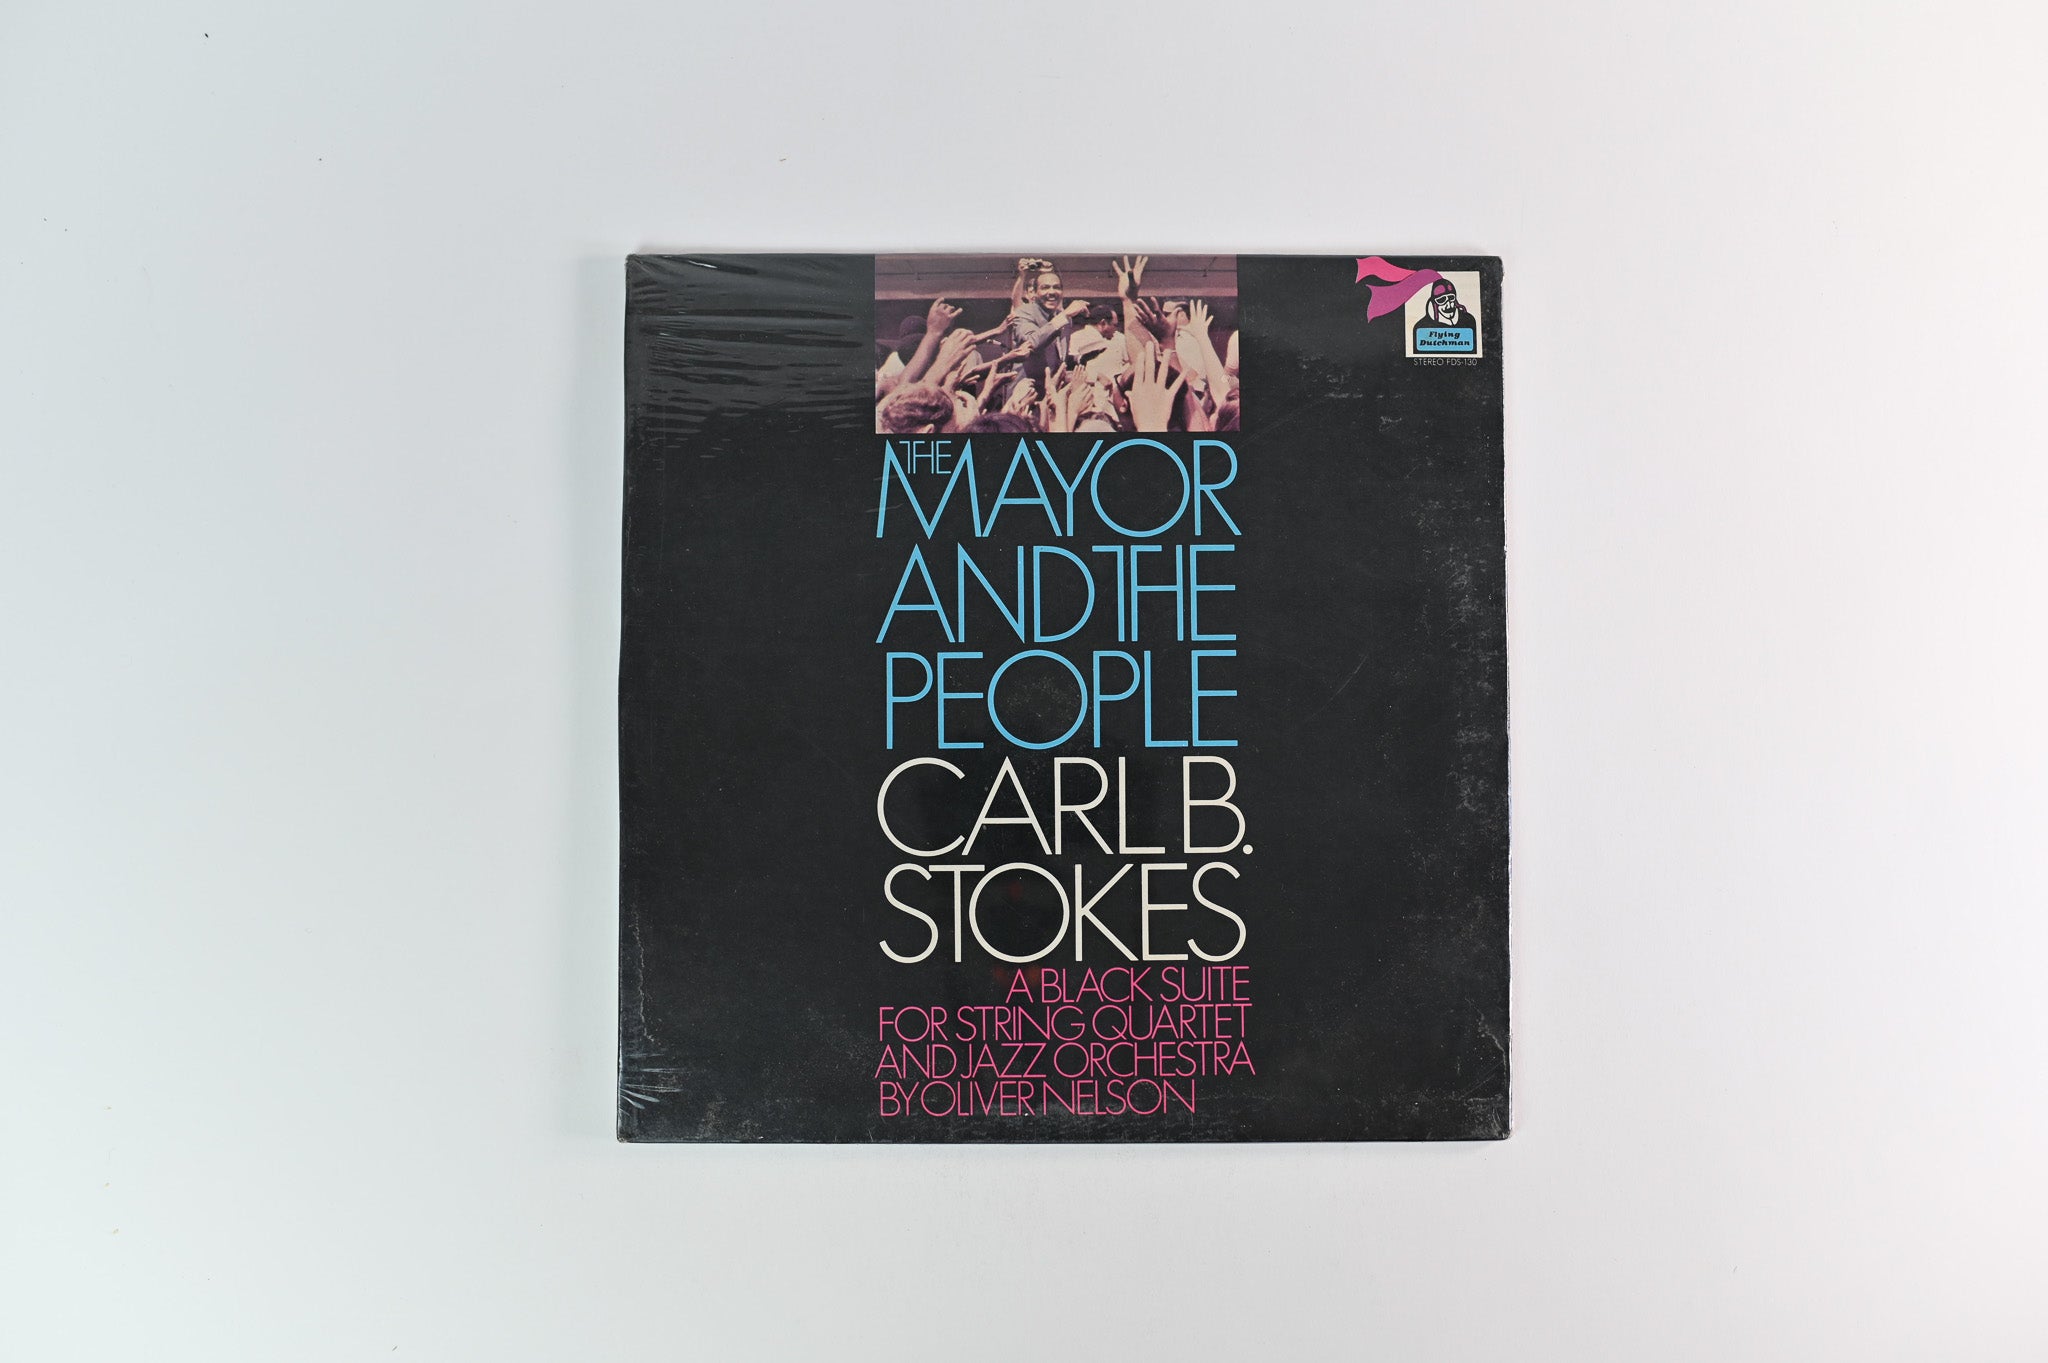 Flying
Dutchman
STEREO FDS-130
THE
MAYOR
AND THE
PEOPLE
CARL B.
STOKES
A BLACK SUITE
FOR STRING QUARTET
AND JAZZ ORCHESTRA
BY OLIVER NELSON